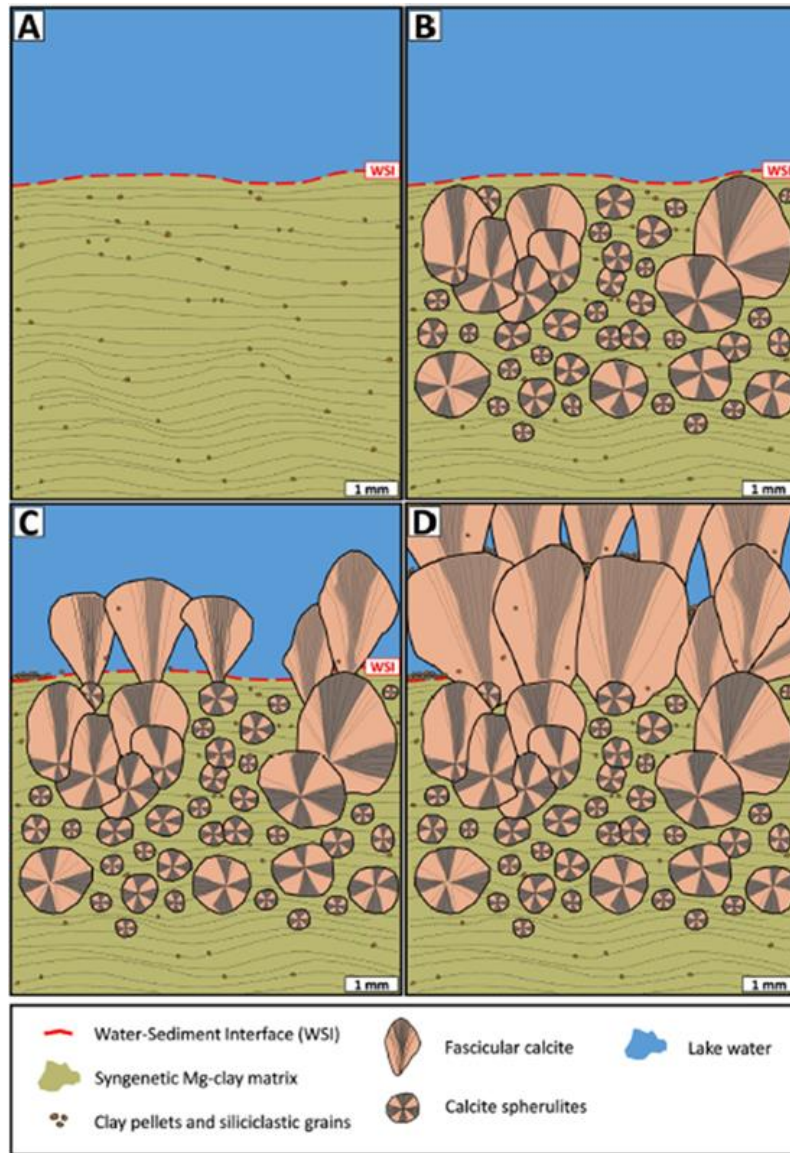 A
B
WSI
WSI
1 mm
1 mm
C
D
WSI
1 mm
1 mm
Water-Sediment Interface (WSI)
Fascicular calcite
Lake water
Syngenetic Mg-clay matrix
Calcite spherulites
Clay pellets and siliciclastic grains